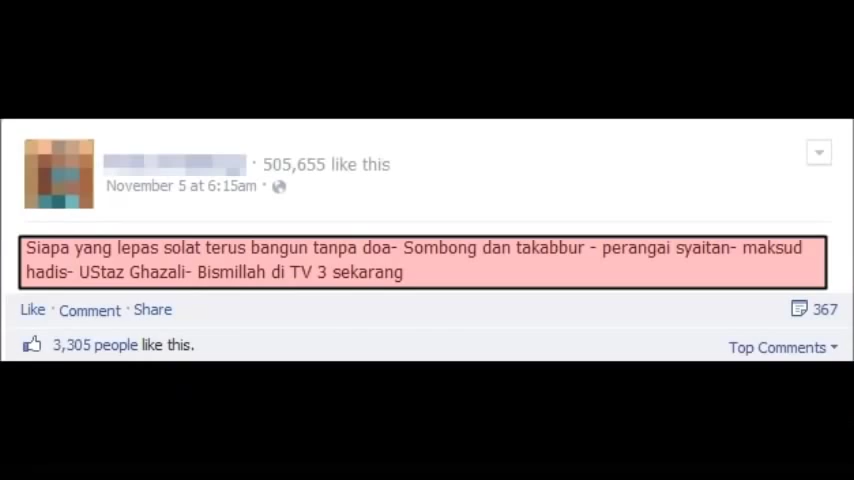 · 505,655 like this
November 5 at 6:15am ·
Siapa yang lepas solat terus bangun tanpa doa- Sombong dan takabbur - perangai syaitan- maksud
hadis- UStaz Ghazali- Bismillah di TV 3 sekarang
Like · Comment · Share 367
3,305 people like this. Top Comments